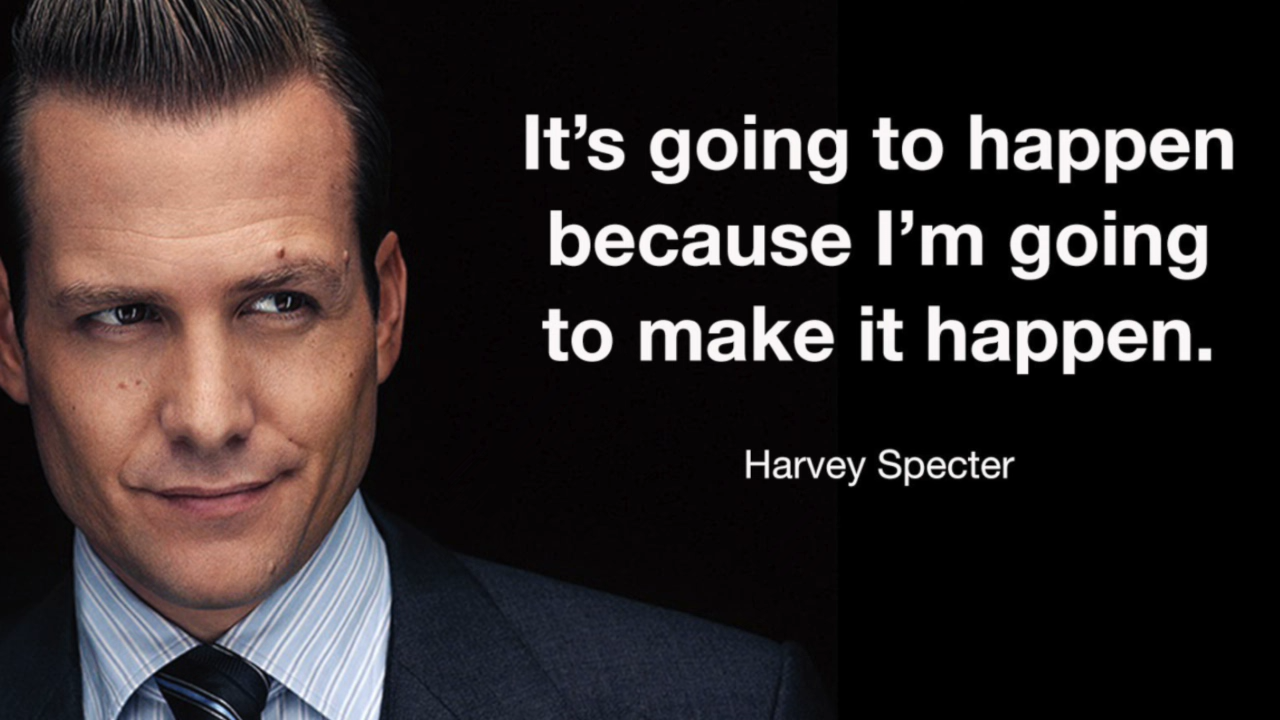 It’s going to happen
because I’m going
to make it happen.
Harvey Specter